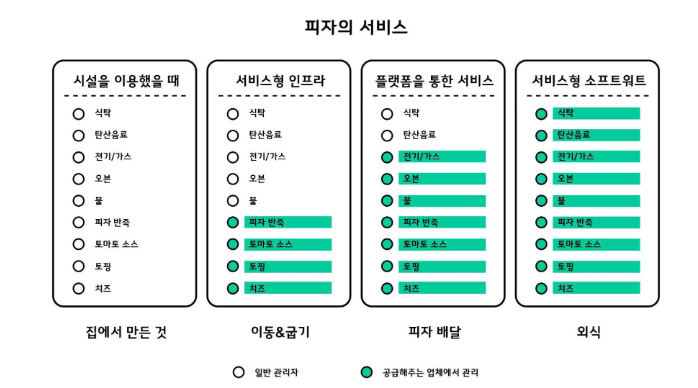 피자의 서비스
시설을 이용했을 때
식탁
탄산음료
전기/가스
오븐
불
피자 반죽
토마토 소스
토핑
치즈
집에서 만든 것
서비스형 인프라
식탁
탄산음료
전기/가스
오븐
불
피자 반죽
토마토 소스
토핑
치즈
이동&굽기
플랫폼을 통한 서비스
식탁
탄산음료
전기/가스
오븐
불
피자 반죽
토마토 소스
토핑
치즈
피자 배달
서비스형 소프트워트
식탁
탄산음료
전기/가스
오븐
불
피자 반죽
토마토 소스
토핑
치즈
외식
일반 관리자
공급해주는 업체에서 관리